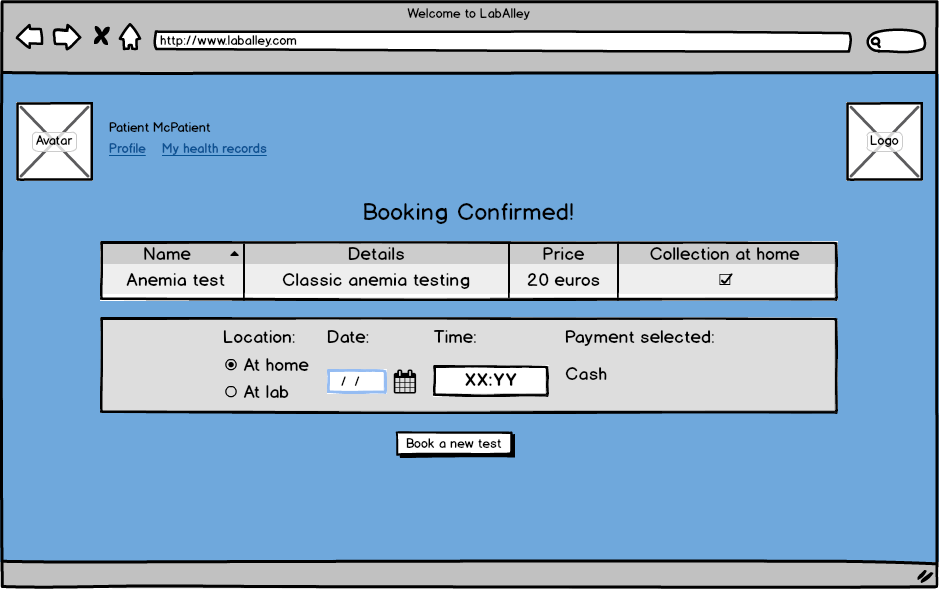 Welcome to LabAlley
http://www.laballey.com
Avatar
Patient McPatient
Profile My health records
Logo
Booking Confirmed!
Name Details Price Collection at home
Anemia test Classic anemia testing 20 euros
Location: Date: Time: Payment selected:
At home
/ / XX:YY Cash
At lab
Book a new test